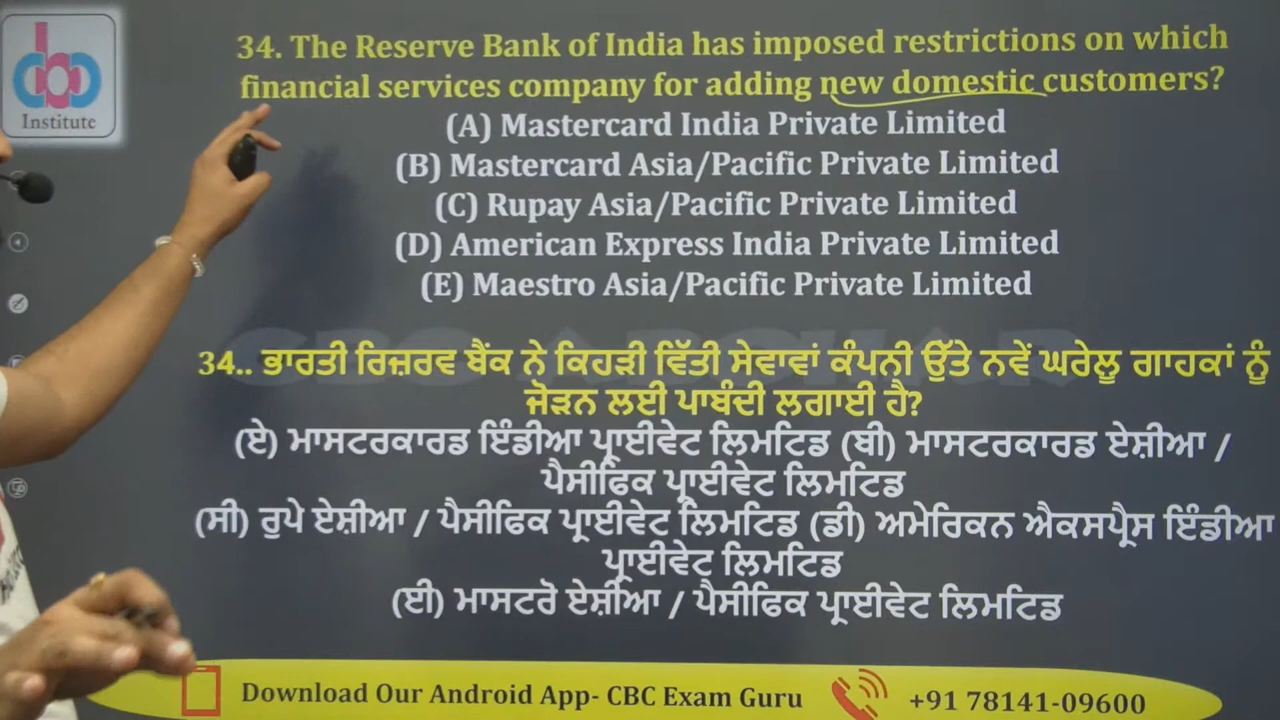 Institute
34. The Reserve Bank of India has imposed restrictions on which
financial services company for adding new domestic customers?
(A) Mastercard India Private Limited
(B) Mastercard Asia/Pacific Private Limited
(C) Rupay Asia/Pacific Private Limited
(D) American Express India Private Limited
(E) Maestro Asia/Pacific Private Limited
34.. ਭਾਰਤੀ ਰਿਜ਼ਰਵ ਬੈਂਕ ਨੇ ਕਿਹੜੀ ਵਿੱਤੀ ਸੇਵਾਵਾਂ ਕੰਪਨੀ ਉੱਤੇ ਨਵੇਂ ਘਰੇਲੂ ਗਾਹਕਾਂ ਨੂੰ
ਜੋੜਨ ਲਈ ਪਾਬੰਦੀ ਲਗਾਈ ਹੈ?
(ਏ) ਮਾਸਟਰਕਾਰਡ ਇੰਡੀਆ ਪ੍ਰਾਈਵੇਟ ਲਿਮਟਿਡ (ਬੀ) ਮਾਸਟਰਕਾਰਡ ਏਸ਼ੀਆ /
ਪੈਸੀਫਿਕ ਪ੍ਰਾਈਵੇਟ ਲਿਮਟਿਡ
(ਸੀ) ਰੁਪੇ ਏਸ਼ੀਆ / ਪੈਸੀਫਿਕ ਪ੍ਰਾਈਵੇਟ ਲਿਮਟਿਡ (ਡੀ) ਅਮੇਰਿਕਨ ਐਕਸਪ੍ਰੈਸ ਇੰਡੀਆ
ਪ੍ਰਾਈਵੇਟ ਲਿਮਟਿਡ
(ਈ) ਮਾਸਟਰੋ ਏਸ਼ੀਆ / ਪੈਸੀਫਿਕ ਪ੍ਰਾਈਵੇਟ ਲਿਮਟਿਡ
Download Our Android App- CBC Exam Guru
+91 78141-09600